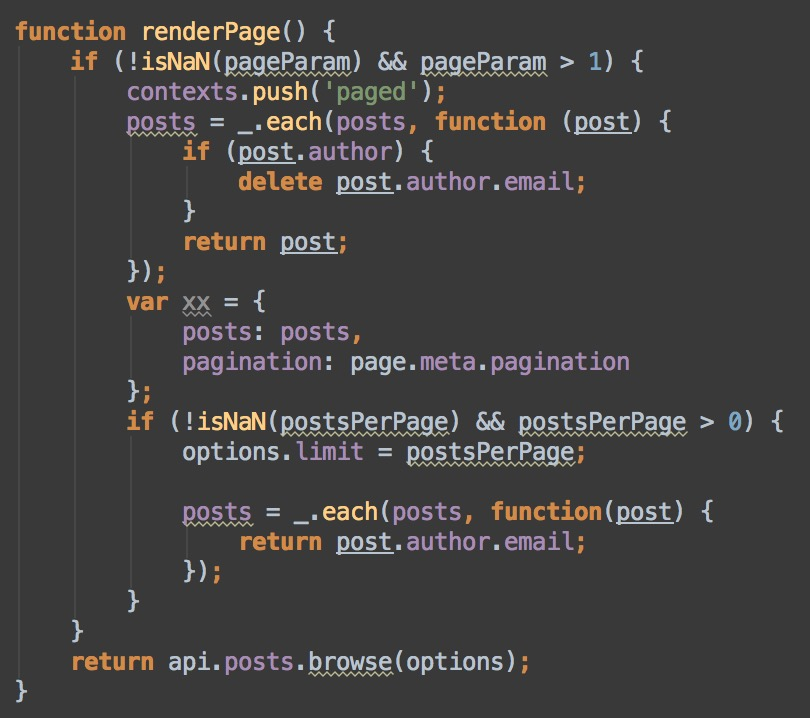 function renderPage() {
    if (!isNaN(pageParam) && pageParam > 1) {
        contexts.push('paged');
        posts = _.each(posts, function (post) {
            if (post.author) {
                delete post.author.email;
            }
            return post;
        });
        var xx = {
            posts: posts,
            pagination: page.meta.pagination
        };
        if (!isNaN(postsPerPage) && postsPerPage > 0) {
            options.limit = postsPerPage;

            posts = _.each(posts, function(post) {
                return post.author.email;
            });
        }
    }
    return api.posts.browse(options);
}